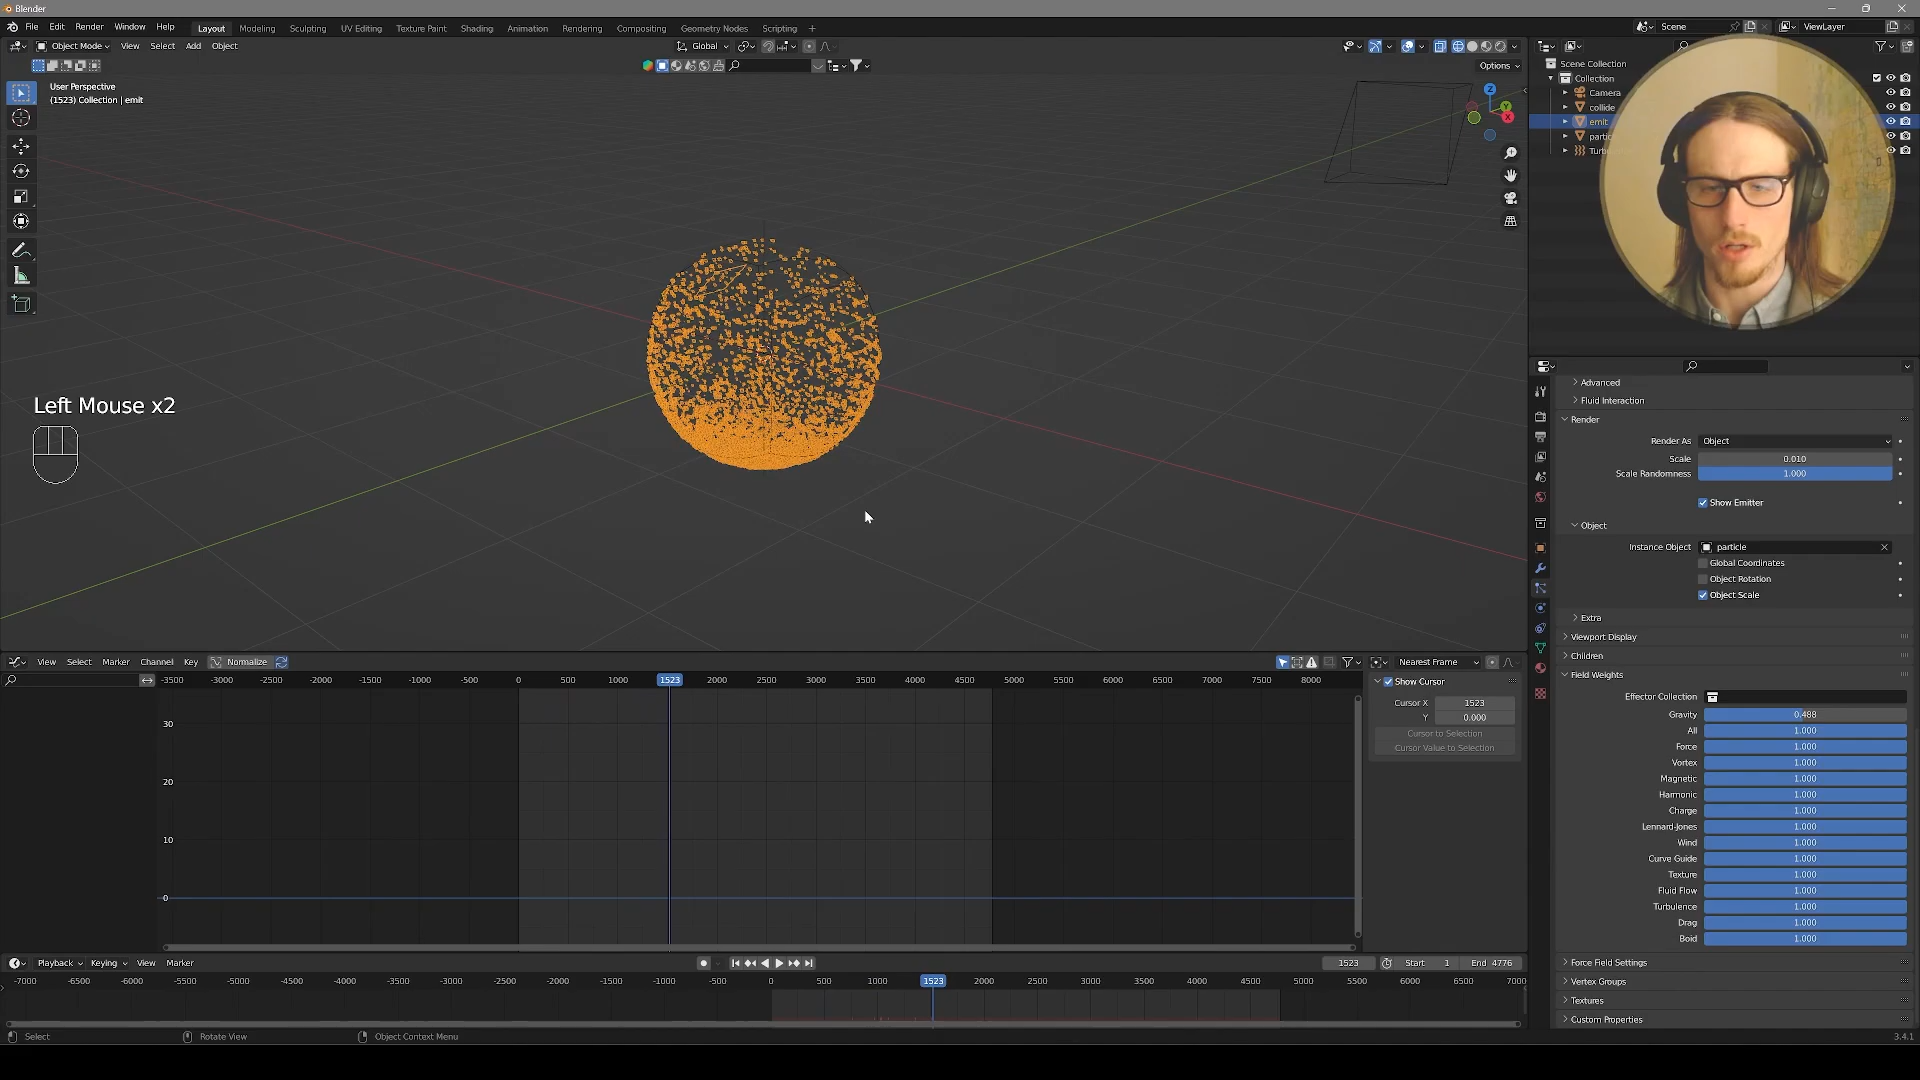 Blender
File Edit Render Window Help Layout Modeling Sculpting UV Editing Texture Paint Shading Animation Rendering Compositing Geometry Nodes Scripting + Scene ViewLayer
Object Mode View Select Add Object Global
Options
User Perspective
(1523) Collection | emit
Z
Y
X
Scene Collection
Collection
Camera
collide
emit
Left Mouse x2
Advanced
Fluid Interaction
Render
Render As Object
Scale 0.010
Scale Randomness 1.000
Show Emitter
Object
Instance Object particle
Global Coordinates
Object Rotation
Object Scale
Extra
Viewport Display
Children
Field Weights
Effector Collection
Gravity 0.488
All 1.000
Force 1.000
Vortex 1.000
Magnetic 1.000
Harmonic 1.000
Charge 1.000
Lennard-Jones 1.000
Wind 1.000
Curve Guide 1.000
Texture 1.000
Fluid Flow 1.000
Turbulence 1.000
Drag 1.000
Boid 1.000
Force Field Settings
Vertex Groups
Textures
Custom Properties
View Select Marker Channel Key Normalize Nearest Frame
-3500 -3000 -2500 -2000 -1500 -1000 -500 0 500 1000 1523 2000 2500 3000 3500 4000 4500 5000 5500 6000 6500 7000 7500 8000
Show Cursor
Cursor X 1523
Y 0.000
Cursor to Selection
Cursor Value to Selection
30
20
10
0
Playback Keying View Marker 1523 Start 1 End 4776
-7000 -6500 -6000 -5500 -5000 -4500 -4000 -3500 -3000 -2500 -2000 -1500 -1000 -500 0 500 1000 1523 2000 2500 3000 3500 4000 4500 5000 5500 6000 6500 7000
Select Rotate View Object Context Menu 3.4.1